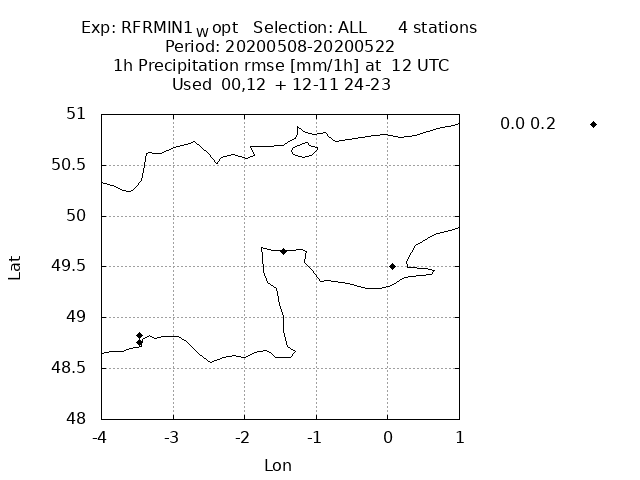 Exp: RFRMIN1wopt Selection: ALL 4 stations
Period: 20200508-20200522
1h Precipitation rmse [mm/1h] at 12 UTC
Used 00,12 + 12-11 24-23
0.0 0.2
51
50.5
50
49.5
49
48.5
48
Lat
-4 -3 -2 -1 0 1
Lon